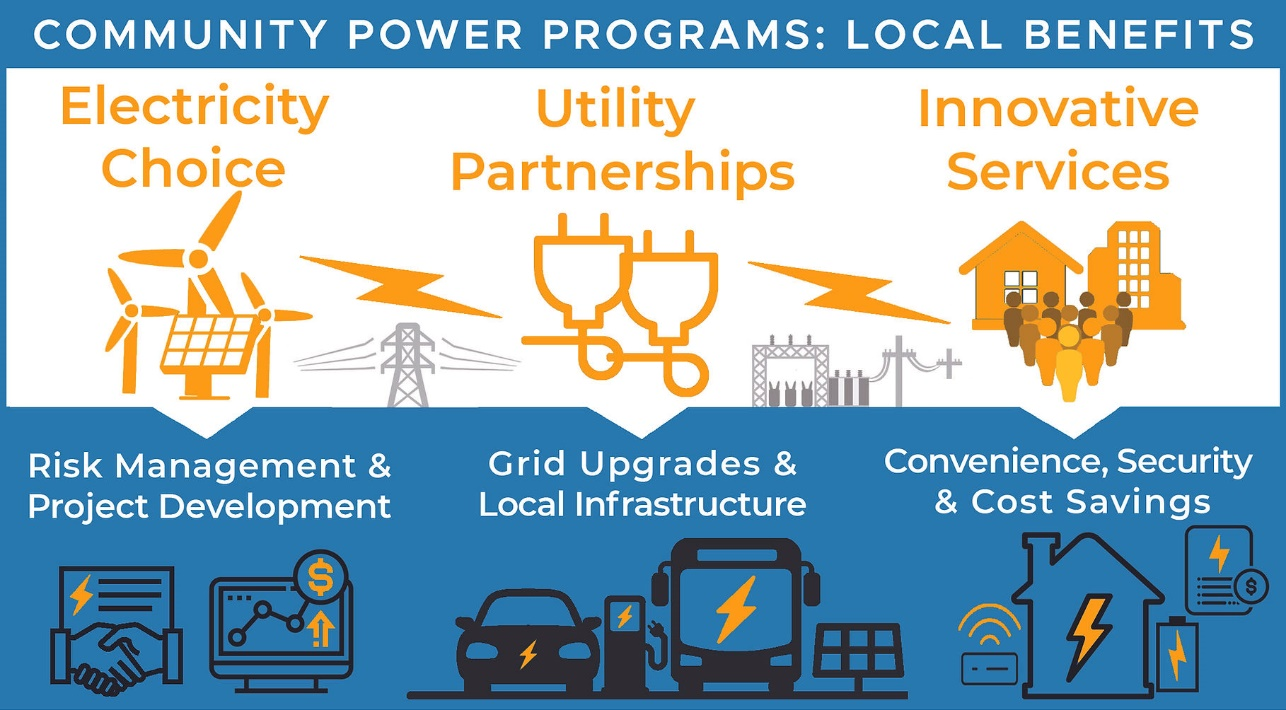 COMMUNITY POWER PROGRAMS: LOCAL BENEFITS
Electricity
Choice
Utility
Partnerships
Innovative
Services
Risk Management &
Project Development
Grid Upgrades &
Local Infrastructure
Convenience, Security
& Cost Savings
$
$